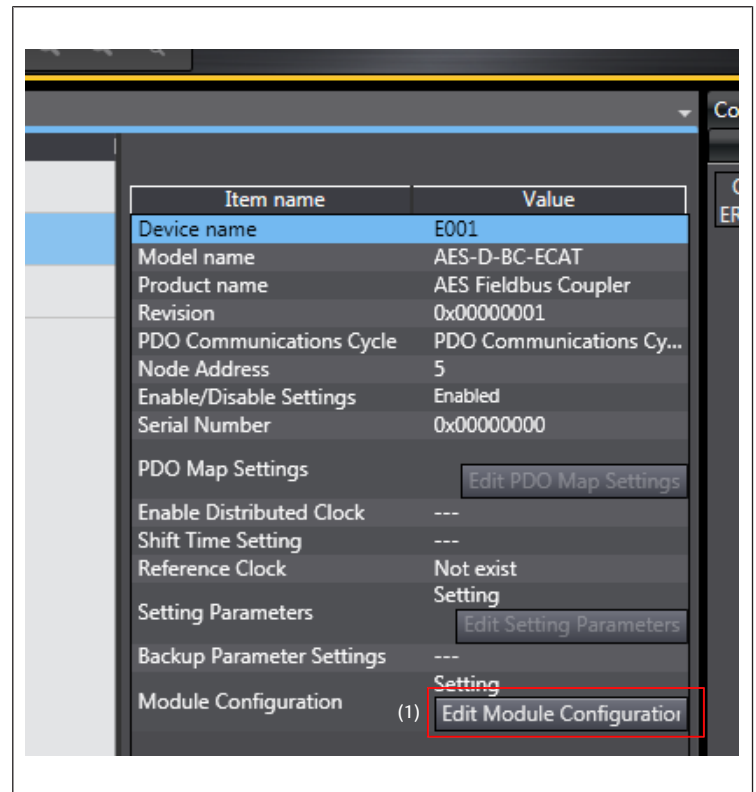 Co
Item name Value
Device name E001
Model name AES-D-BC-ECAT
Product name AES Fieldbus Coupler
Revision 0x00000001
PDO Communications Cycle PDO Communications Cy...
Node Address 5
Enable/Disable Settings Enabled
Serial Number 0x00000000
PDO Map Settings Edit PDO Map Settings
Enable Distributed Clock ---
Shift Time Setting ---
Reference Clock Not exist
Setting
Setting Parameters Edit Setting Parameters
Backup Parameter Settings ---
Setting
Module Configuration (1) Edit Module Configuration